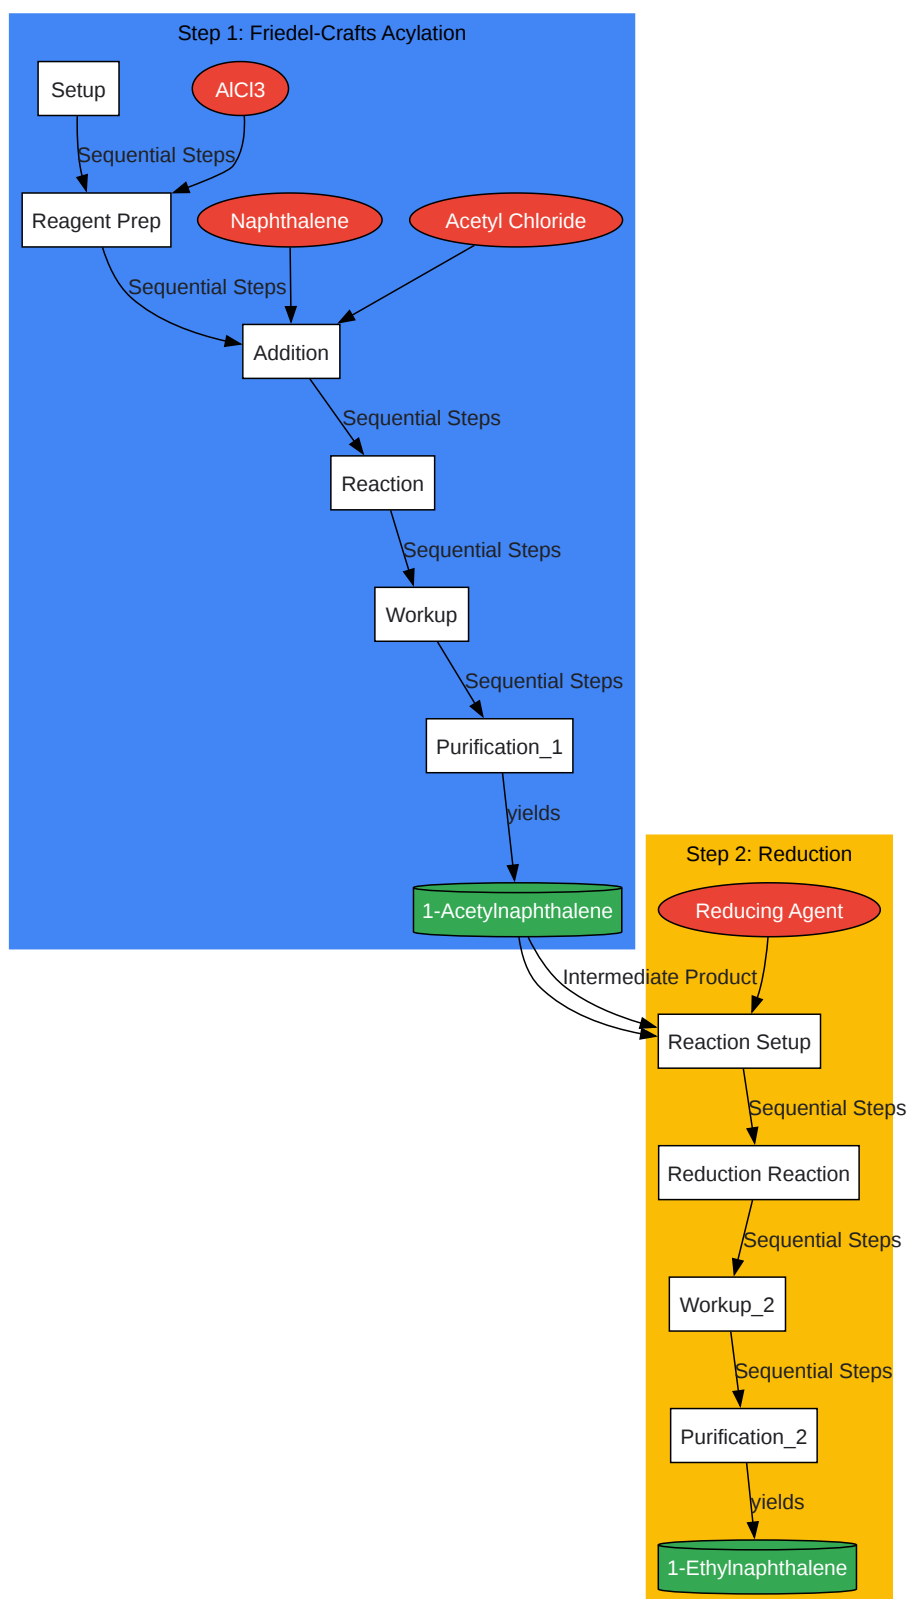 Step 1: Friedel-Crafts Acylation
Setup
AlCl3
Sequential Steps
Reagent Prep
Naphthalene
Acetyl Chloride
Sequential Steps
Addition
Sequential Steps
Reaction
Sequential Steps
Workup
Sequential Steps
Purification_1
yields
1-Acetylnaphthalene
Step 2: Reduction
Reducing Agent
Intermediate Product
Reaction Setup
Sequential Steps
Reduction Reaction
Sequential Steps
Workup_2
Sequential Steps
Purification_2
yields
1-Ethylnaphthalene